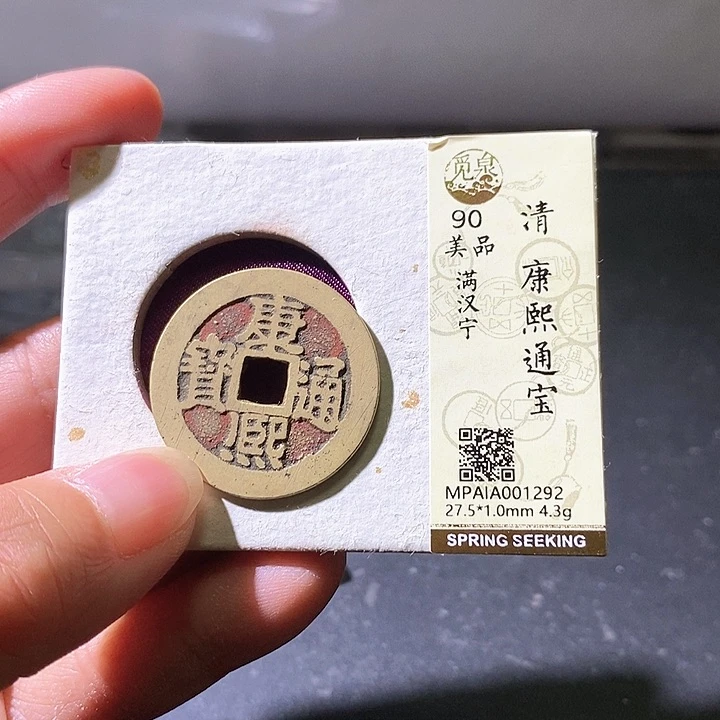 康熙通寳
觅泉
90
美品
满汉宁
清 康熙通宝
MPAIA001292
27.5*1.0mm 4.3g
SPRING SEEKING